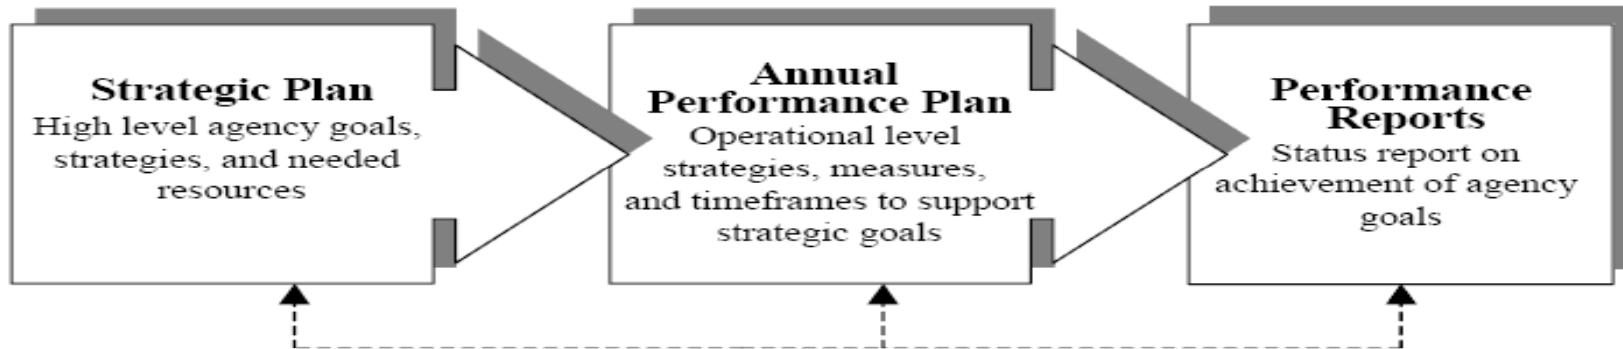 Strategic Plan
High level agency goals,
strategies, and needed
resources
Annual
Performance Plan
Operational level
strategies, measures,
and timeframes to support
strategic goals
Performance
Reports
Status report on
achievement of agency
goals